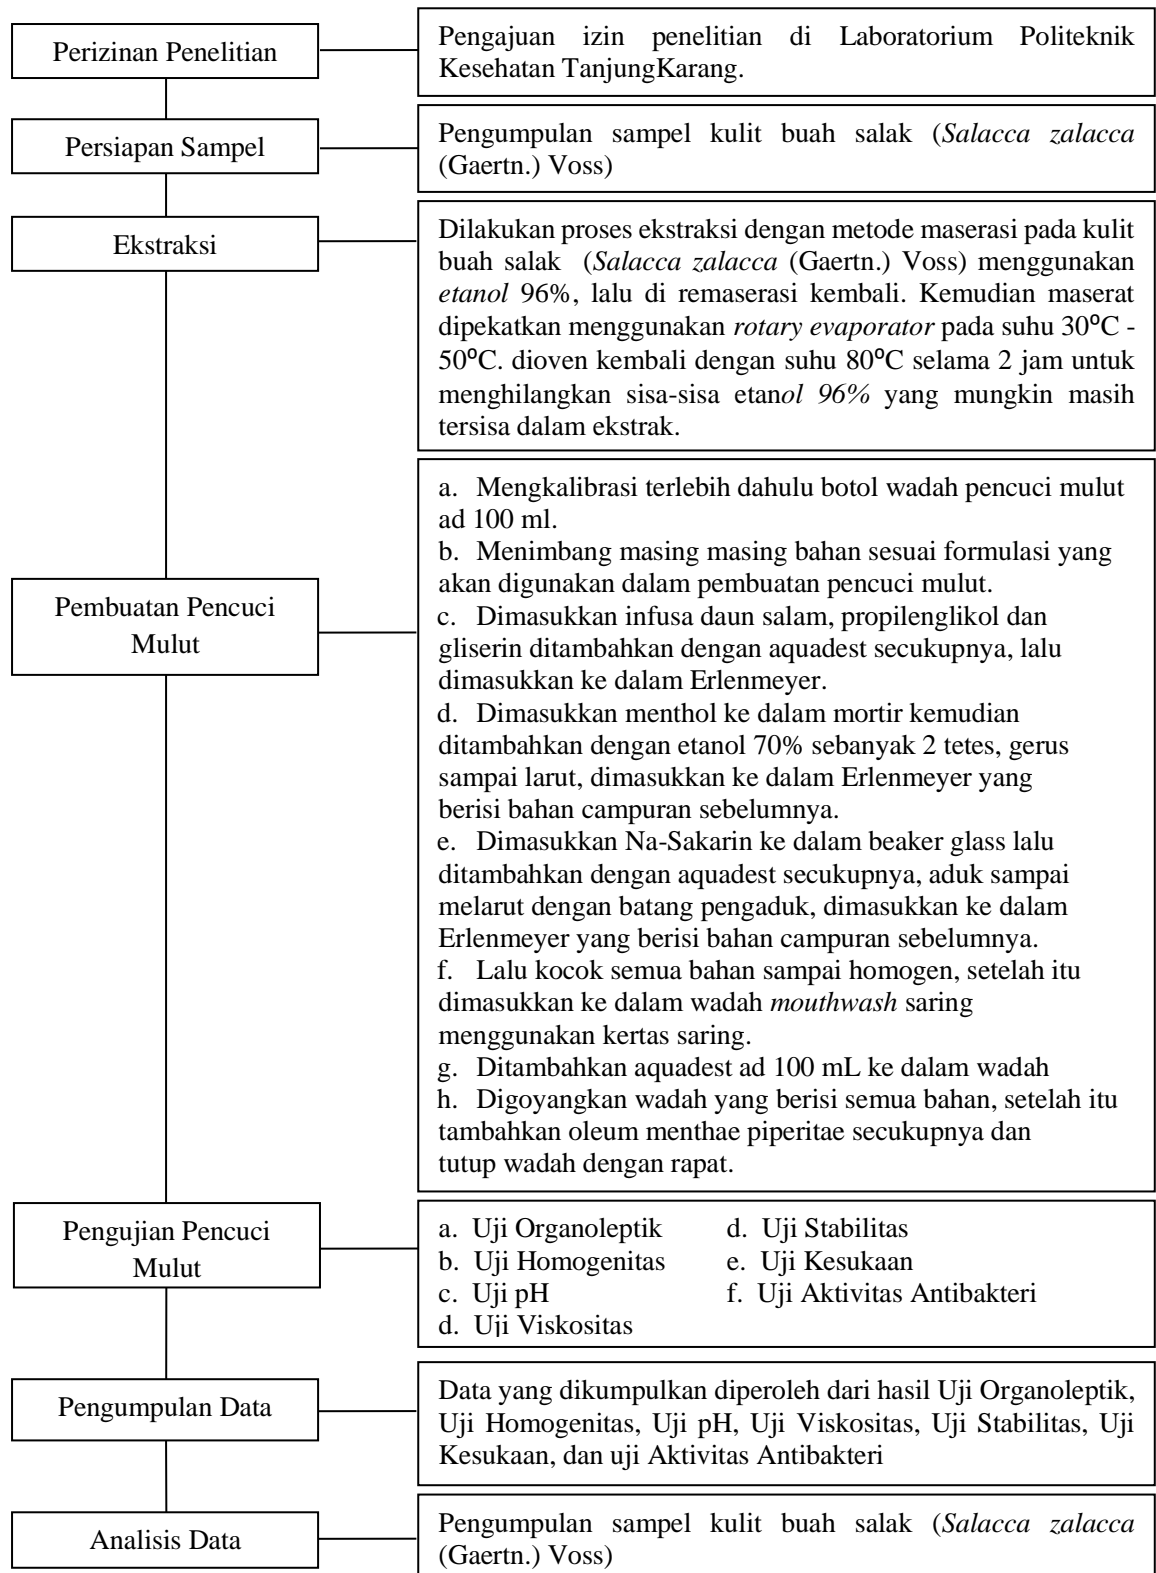 Perizinan Penelitian
Pengajuan izin penelitian di Laboratorium Politeknik
Kesehatan TanjungKarang.
Persiapan Sampel
Pengumpulan sampel kulit buah salak (Salacca zalacca
(Gaertn.) Voss)
Ekstraksi
Dilakukan proses ekstraksi dengan metode maserasi pada kulit
buah salak (Salacca zalacca (Gaertn.) Voss) menggunakan
etanol 96%, lalu di remaserasi kembali. Kemudian maserat
dipekatkan menggunakan rotary evaporator pada suhu 30⁰C -
50⁰C. dioven kembali dengan suhu 80⁰C selama 2 jam untuk
menghilangkan sisa-sisa etanol 96% yang mungkin masih
tersisa dalam ekstrak.
Pembuatan Pencuci
Mulut
a. Mengkalibrasi terlebih dahulu botol wadah pencuci mulut
ad 100 ml.
b. Menimbang masing masing bahan sesuai formulasi yang
akan digunakan dalam pembuatan pencuci mulut.
c. Dimasukkan infusa daun salam, propilenglikol dan
gliserin ditambahkan dengan aquadest secukupnya, lalu
dimasukkan ke dalam Erlenmeyer.
d. Dimasukkan menthol ke dalam mortir kemudian
ditambahkan dengan etanol 70% sebanyak 2 tetes, gerus
sampai larut, dimasukkan ke dalam Erlenmeyer yang
berisi bahan campuran sebelumnya.
e. Dimasukkan Na-Sakarin ke dalam beaker glass lalu
ditambahkan dengan aquadest secukupnya, aduk sampai
melarut dengan batang pengaduk, dimasukkan ke dalam
Erlenmeyer yang berisi bahan campuran sebelumnya.
f. Lalu kocok semua bahan sampai homogen, setelah itu
dimasukkan ke dalam wadah mouthwash saring
menggunakan kertas saring.
g. Ditambahkan aquadest ad 100 mL ke dalam wadah
h. Digoyangkan wadah yang berisi semua bahan, setelah itu
tambahkan oleum menthae piperitae secukupnya dan
tutup wadah dengan rapat.
Pengujian Pencuci
Mulut
a. Uji Organoleptik
b. Uji Homogenitas
c. Uji pH
d. Uji Viskositas
d. Uji Stabilitas
e. Uji Kesukaan
f. Uji Aktivitas Antibakteri
Pengumpulan Data
Data yang dikumpulkan diperoleh dari hasil Uji Organoleptik,
Uji Homogenitas, Uji pH, Uji Viskositas, Uji Stabilitas, Uji
Kesukaan, dan uji Aktivitas Antibakteri
Analisis Data
Pengumpulan sampel kulit buah salak (Salacca zalacca
(Gaertn.) Voss)